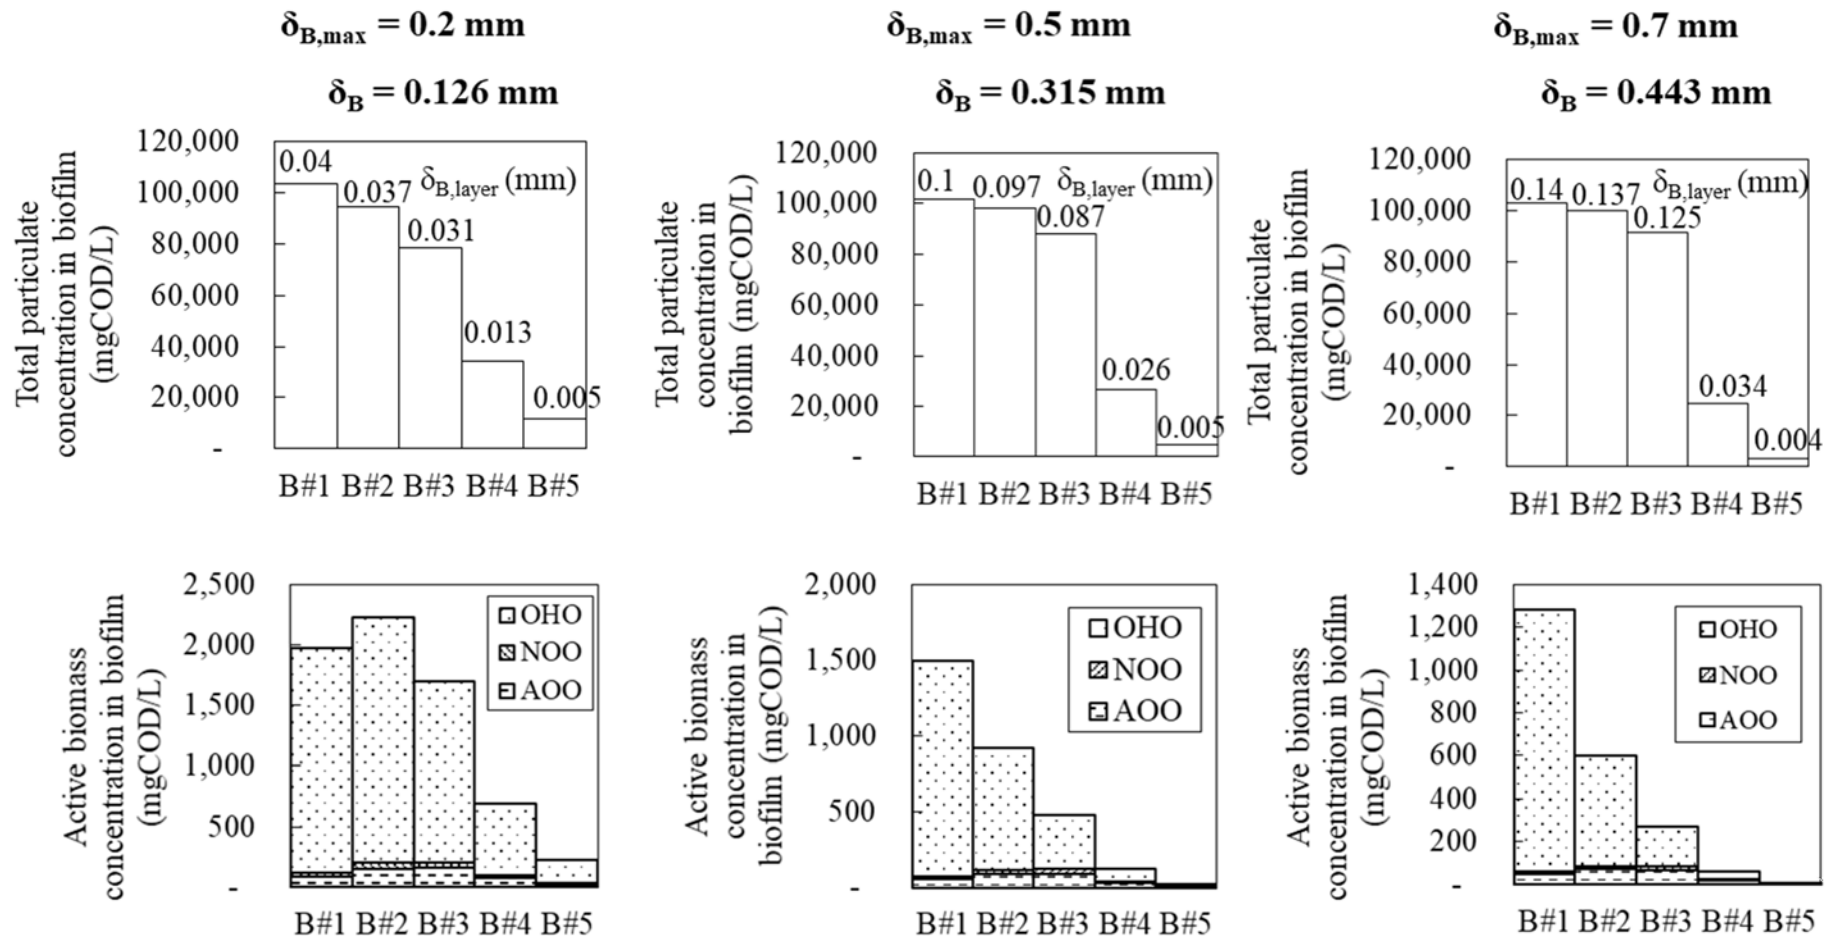 δB,max = 0.2 mm
δB = 0.126 mm
Total particulate
concentration in biofilm
(mgCOD/L)
120,000
100,000
80,000
60,000
40,000
20,000
-
0.04
0.037
δB,layer (mm)
0.031
0.013
0.005
B#1 B#2 B#3 B#4 B#5
δB,max = 0.5 mm
δB = 0.315 mm
Total particulate
concentration in
biofilm (mgCOD/L)
120,000
100,000
80,000
60,000
40,000
20,000
-
0.1
0.097
δB,layer (mm)
0.087
0.026
0.005
B#1 B#2 B#3 B#4 B#5
δB,max = 0.7 mm
δB = 0.443 mm
Total particulate
concentration in biofilm
(mgCOD/L)
120,000
100,000
80,000
60,000
40,000
20,000
-
0.14
0.137
δB,layer (mm)
0.125
0.034
0.004
B#1 B#2 B#3 B#4 B#5
Active biomass
concentration in biofilm
(mgCOD/L)
2,500
2,000
1,500
1,000
500
-
OHO
NOO
AOO
B#1 B#2 B#3 B#4 B#5
Active biomass
concentration in
biofilm (mgCOD/L)
2,000
1,500
1,000
500
-
OHO
NOO
AOO
B#1 B#2 B#3 B#4 B#5
Active biomass
concentration in biofilm
(mgCOD/L)
1,400
1,200
1,000
800
600
400
200
-
OHO
NOO
AOO
B#1 B#2 B#3 B#4 B#5